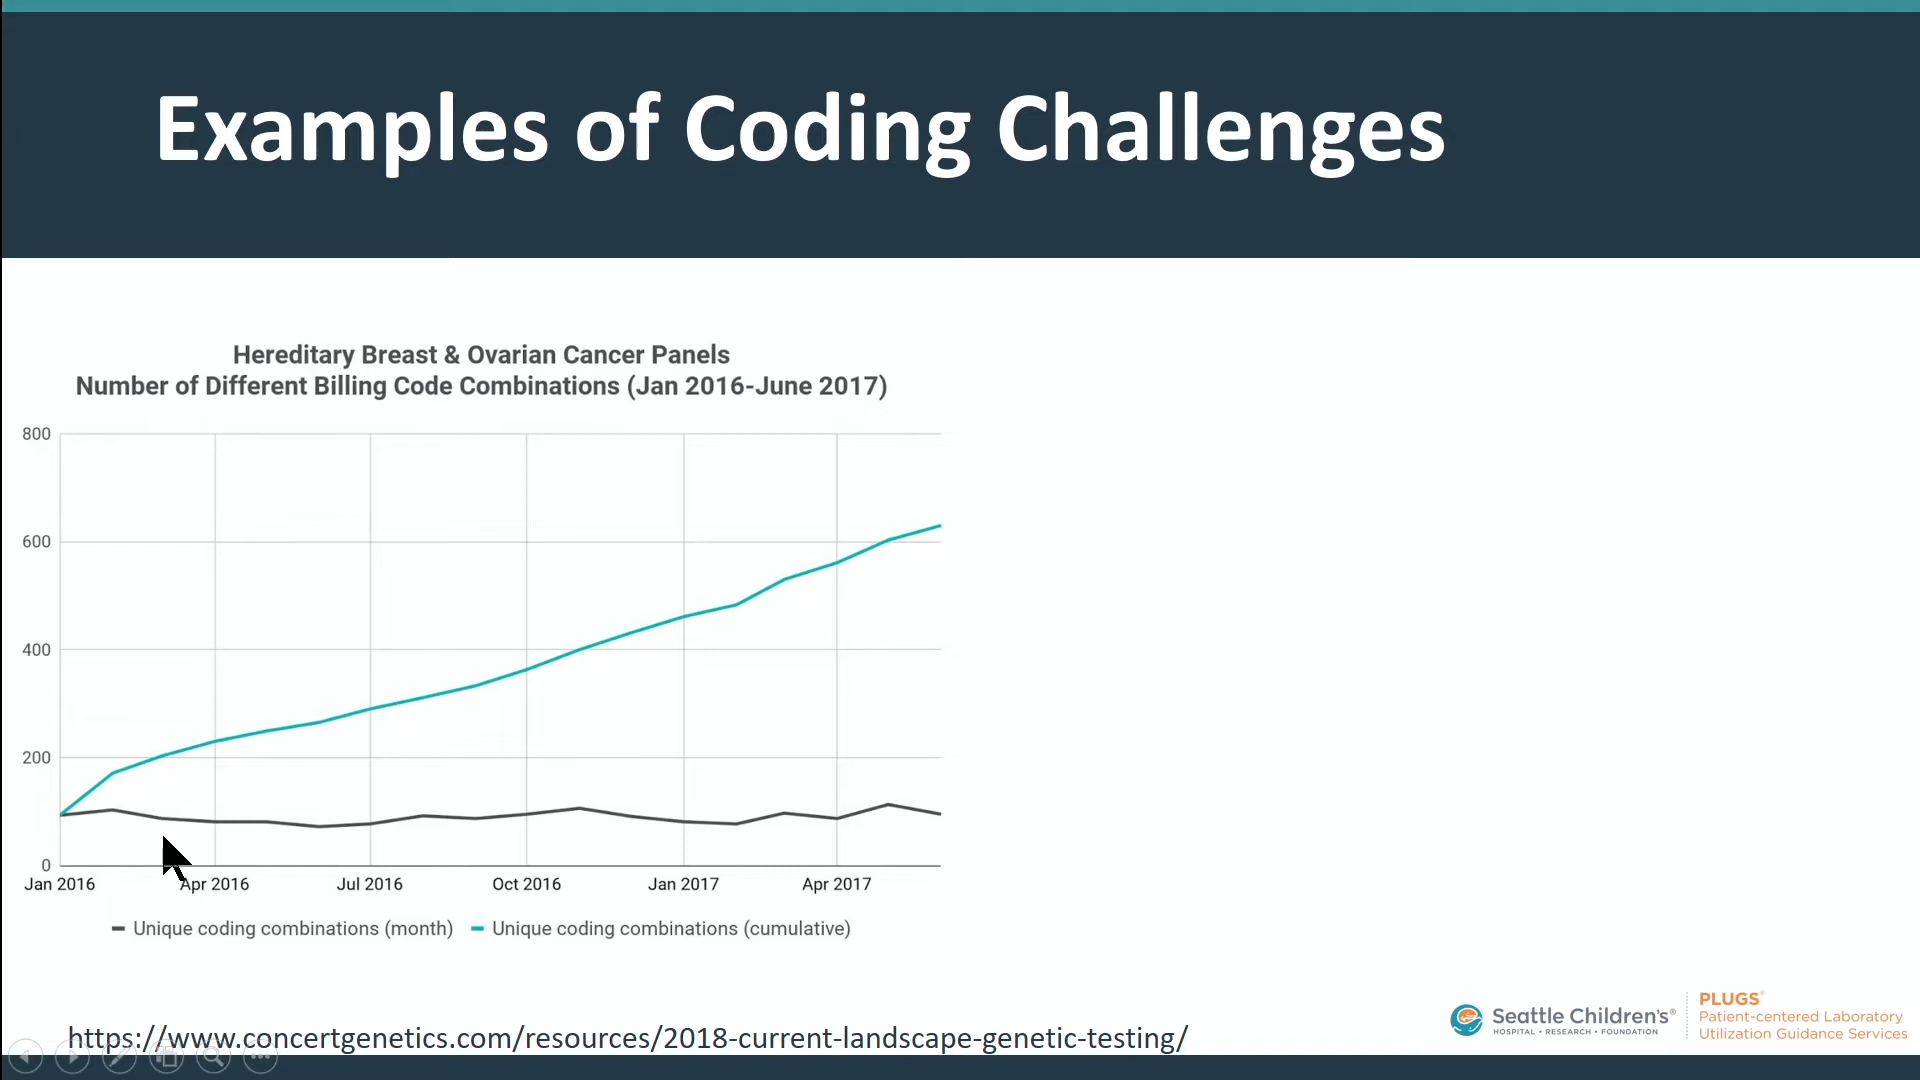 Examples of Coding Challenges
Hereditary Breast & Ovarian Cancer Panels
Number of Different Billing Code Combinations (Jan 2016-June 2017)
800
600
400
200
0
Jan 2016 Apr 2016 Jul 2016 Oct 2016 Jan 2017 Apr 2017
Unique coding combinations (month) Unique coding combinations (cumulative)
https://www.concertgenetics.com/resources/2018-current-landscape-genetic-testing/
Seattle Children's®
HOSPITAL • RESEARCH • FOUNDATION
PLUGS®
Patient-centered Laboratory
Utilization Guidance Services